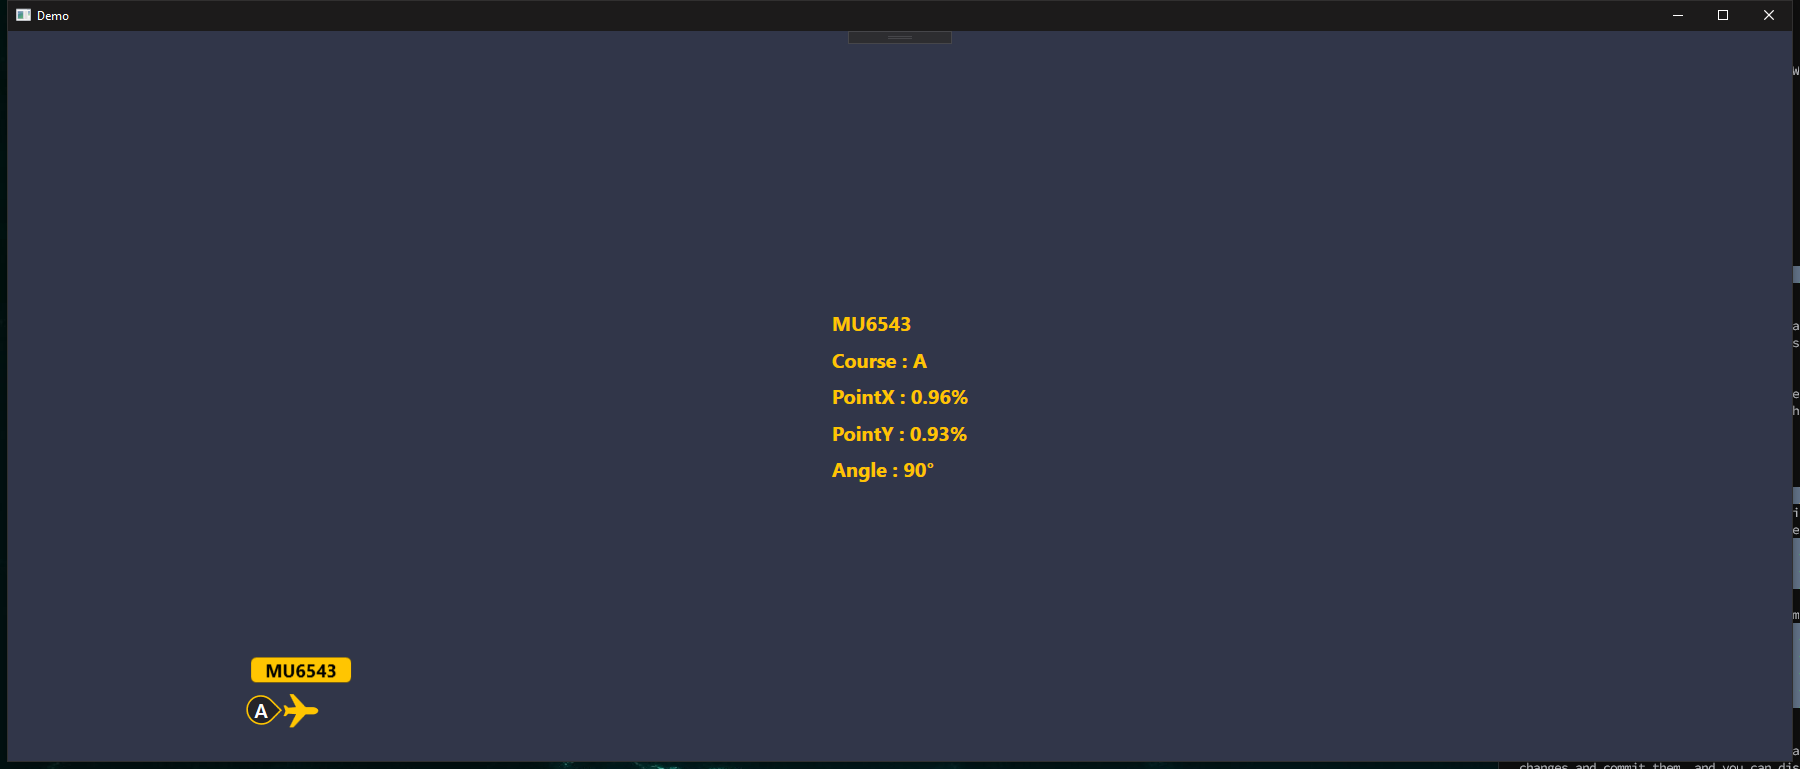 Demo
MU6543
Course : A
PointX : 0.96%
PointY : 0.93%
Angle : 90°
MU6543
A
changes and commit them, and you can dis